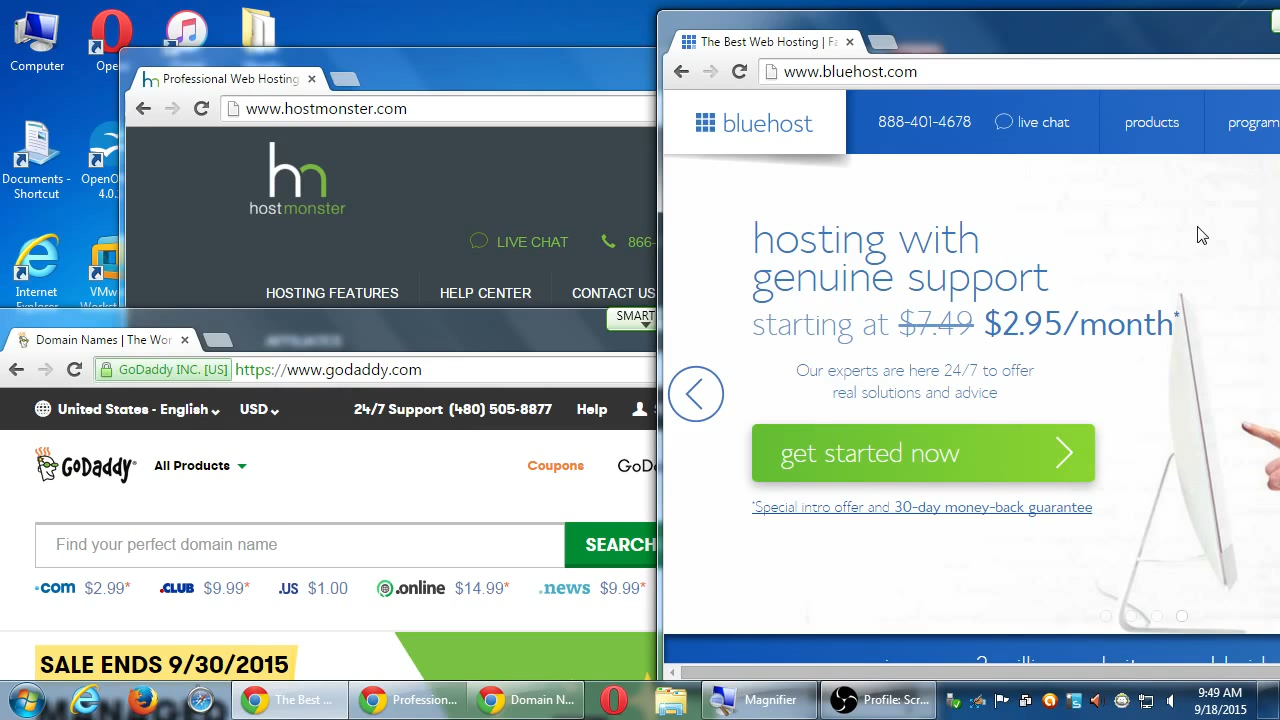 Computer
Documents -
Shortcut
Internet
Explorer
Professional Web Hosting
www.hostmonster.com
hn
hostmonster
LIVE CHAT 866-
HOSTING FEATURES HELP CENTER CONTACT US
SMART
Domain Names | The Wor
GoDaddy INC. [US] https://www.godaddy.com
United States - English USD 24/7 Support (480) 505-8877 Help
GoDaddy All Products Coupons GoDa
Find your perfect domain name SEARCH
.com $2.99* .CLUB $9.99* .US $1.00 .online $14.99* .news $9.99*
SALE ENDS 9/30/2015
The Best Web Hosting | Fa
www.bluehost.com
bluehost 888-401-4678 live chat products program
hosting with
genuine support
starting at $7.49 $2.95/month*
Our experts are here 24/7 to offer
real solutions and advice
get started now
*Special intro offer and 30-day money-back guarantee
The Best ... Profession... Domain N... Magnifier Profile: Scr...
9:49 AM
9/18/2015